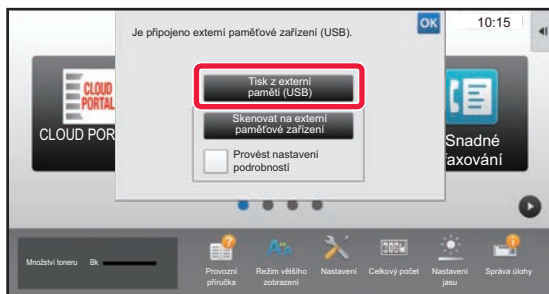 Je připojeno externí paměťové zařízení (USB).
OK
10:15
Tisk z externí
paměti (USB)
Skenovat na externí
paměťové zařízení
Provést nastavení
podrobností
CLOUD
PORTAL
CLOUD POR
Snadné
faxování
Množství toneru Bk
Provozní
příručka
Režim většího
zobrazení
Nastavení
Celkový počet
Nastavení
jasu
Správa úlohy